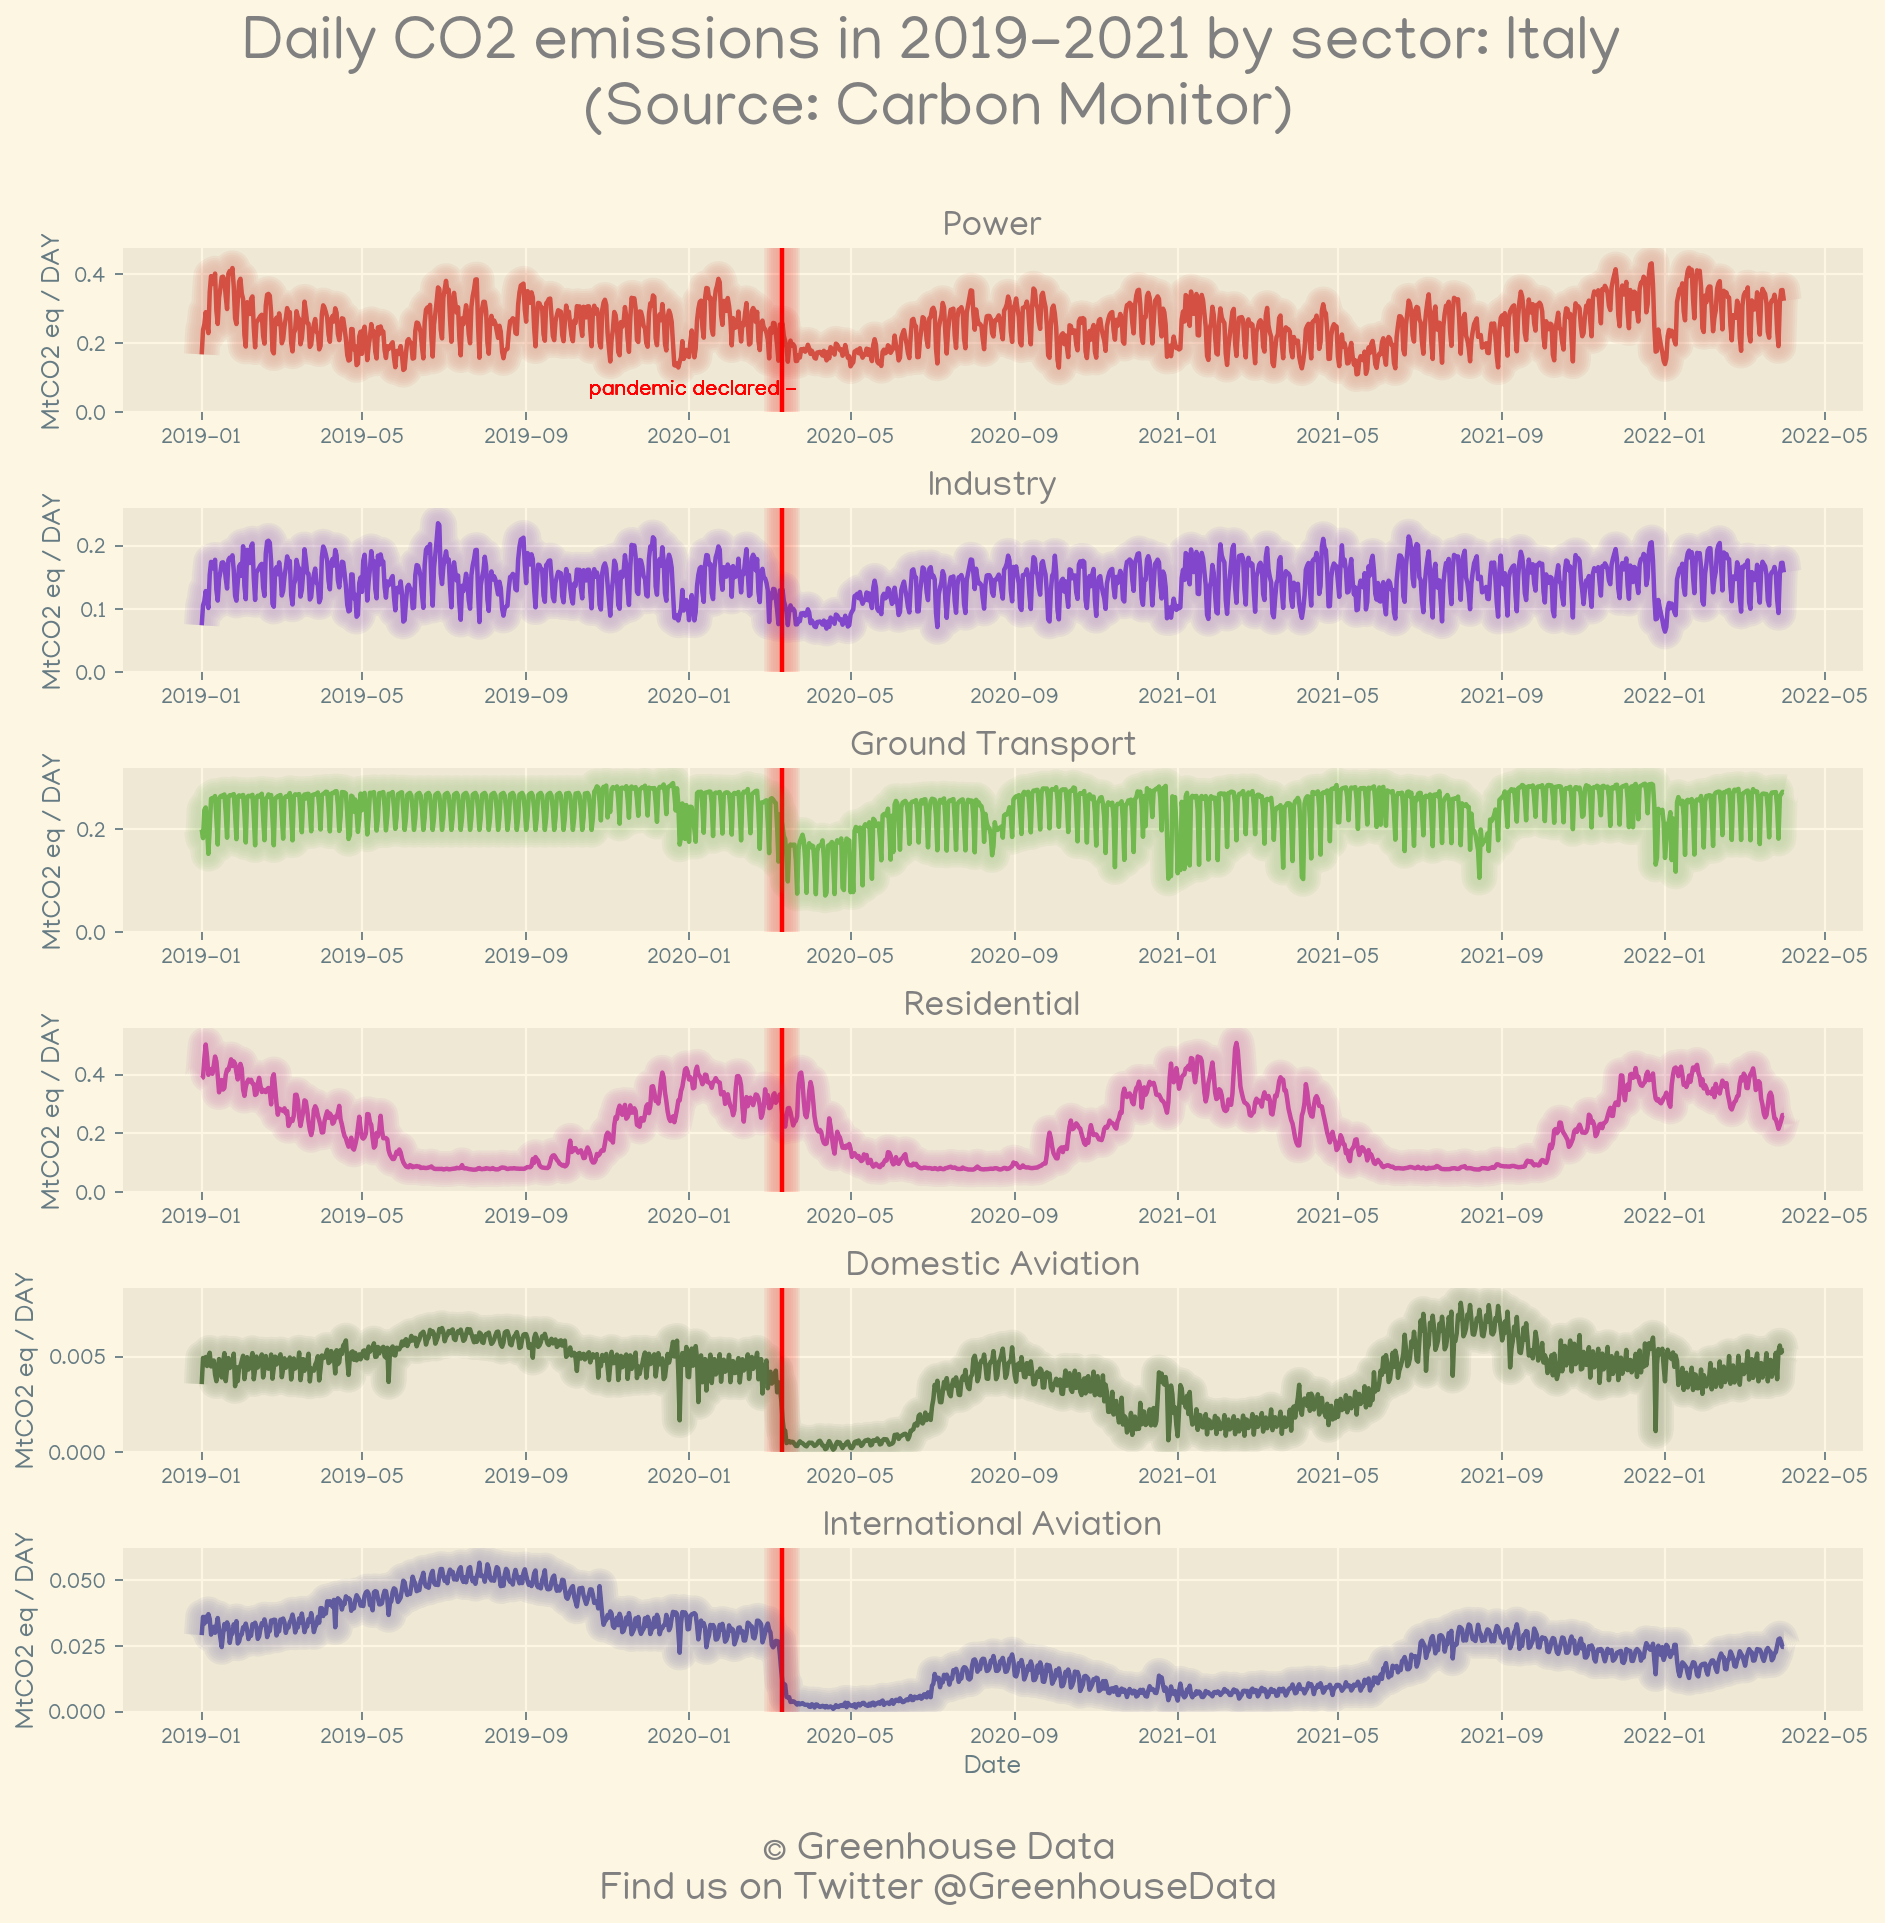 Daily CO2 emissions in 2019-2021 by sector: Italy
(Source: Carbon Monitor)
Power
MtCO2 eq / DAY
0.4
0.2
0.0
pandemic declared -
2019-01 2019-05 2019-09 2020-01 2020-05 2020-09 2021-01 2021-05 2021-09 2022-01 2022-05
Industry
MtCO2 eq / DAY
0.2
0.1
0.0
2019-01 2019-05 2019-09 2020-01 2020-05 2020-09 2021-01 2021-05 2021-09 2022-01 2022-05
Ground Transport
MtCO2 eq / DAY
0.2
0.0
2019-01 2019-05 2019-09 2020-01 2020-05 2020-09 2021-01 2021-05 2021-09 2022-01 2022-05
Residential
MtCO2 eq / DAY
0.4
0.2
0.0
2019-01 2019-05 2019-09 2020-01 2020-05 2020-09 2021-01 2021-05 2021-09 2022-01 2022-05
Domestic Aviation
MtCO2 eq / DAY
0.005
0.000
2019-01 2019-05 2019-09 2020-01 2020-05 2020-09 2021-01 2021-05 2021-09 2022-01 2022-05
International Aviation
MtCO2 eq / DAY
0.050
0.025
0.000
2019-01 2019-05 2019-09 2020-01 2020-05 2020-09 2021-01 2021-05 2021-09 2022-01 2022-05
Date
© Greenhouse Data
Find us on Twitter @GreenhouseData